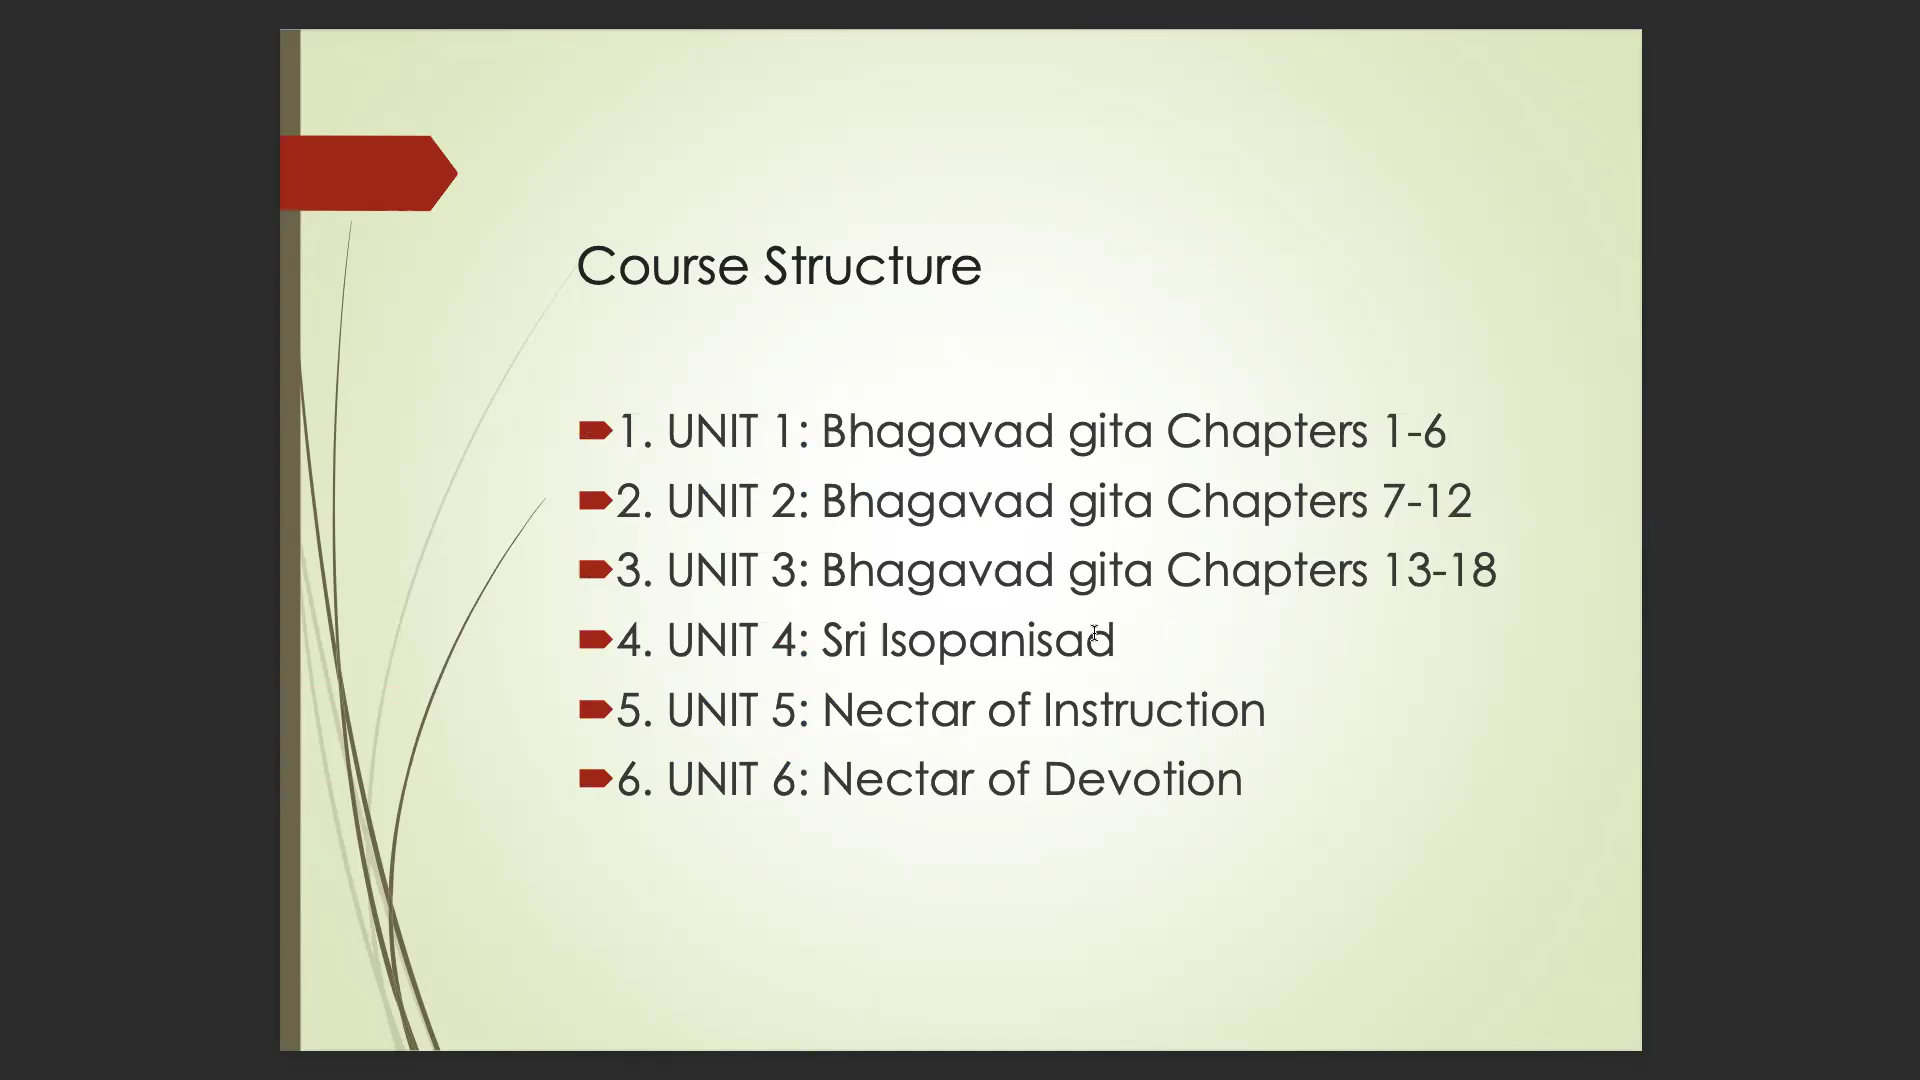 Course Structure
1. UNIT 1: Bhagavad gita Chapters 1-6
2. UNIT 2: Bhagavad gita Chapters 7-12
3. UNIT 3: Bhagavad gita Chapters 13-18
4. UNIT 4: Sri Isopanisad
5. UNIT 5: Nectar of Instruction
6. UNIT 6: Nectar of Devotion